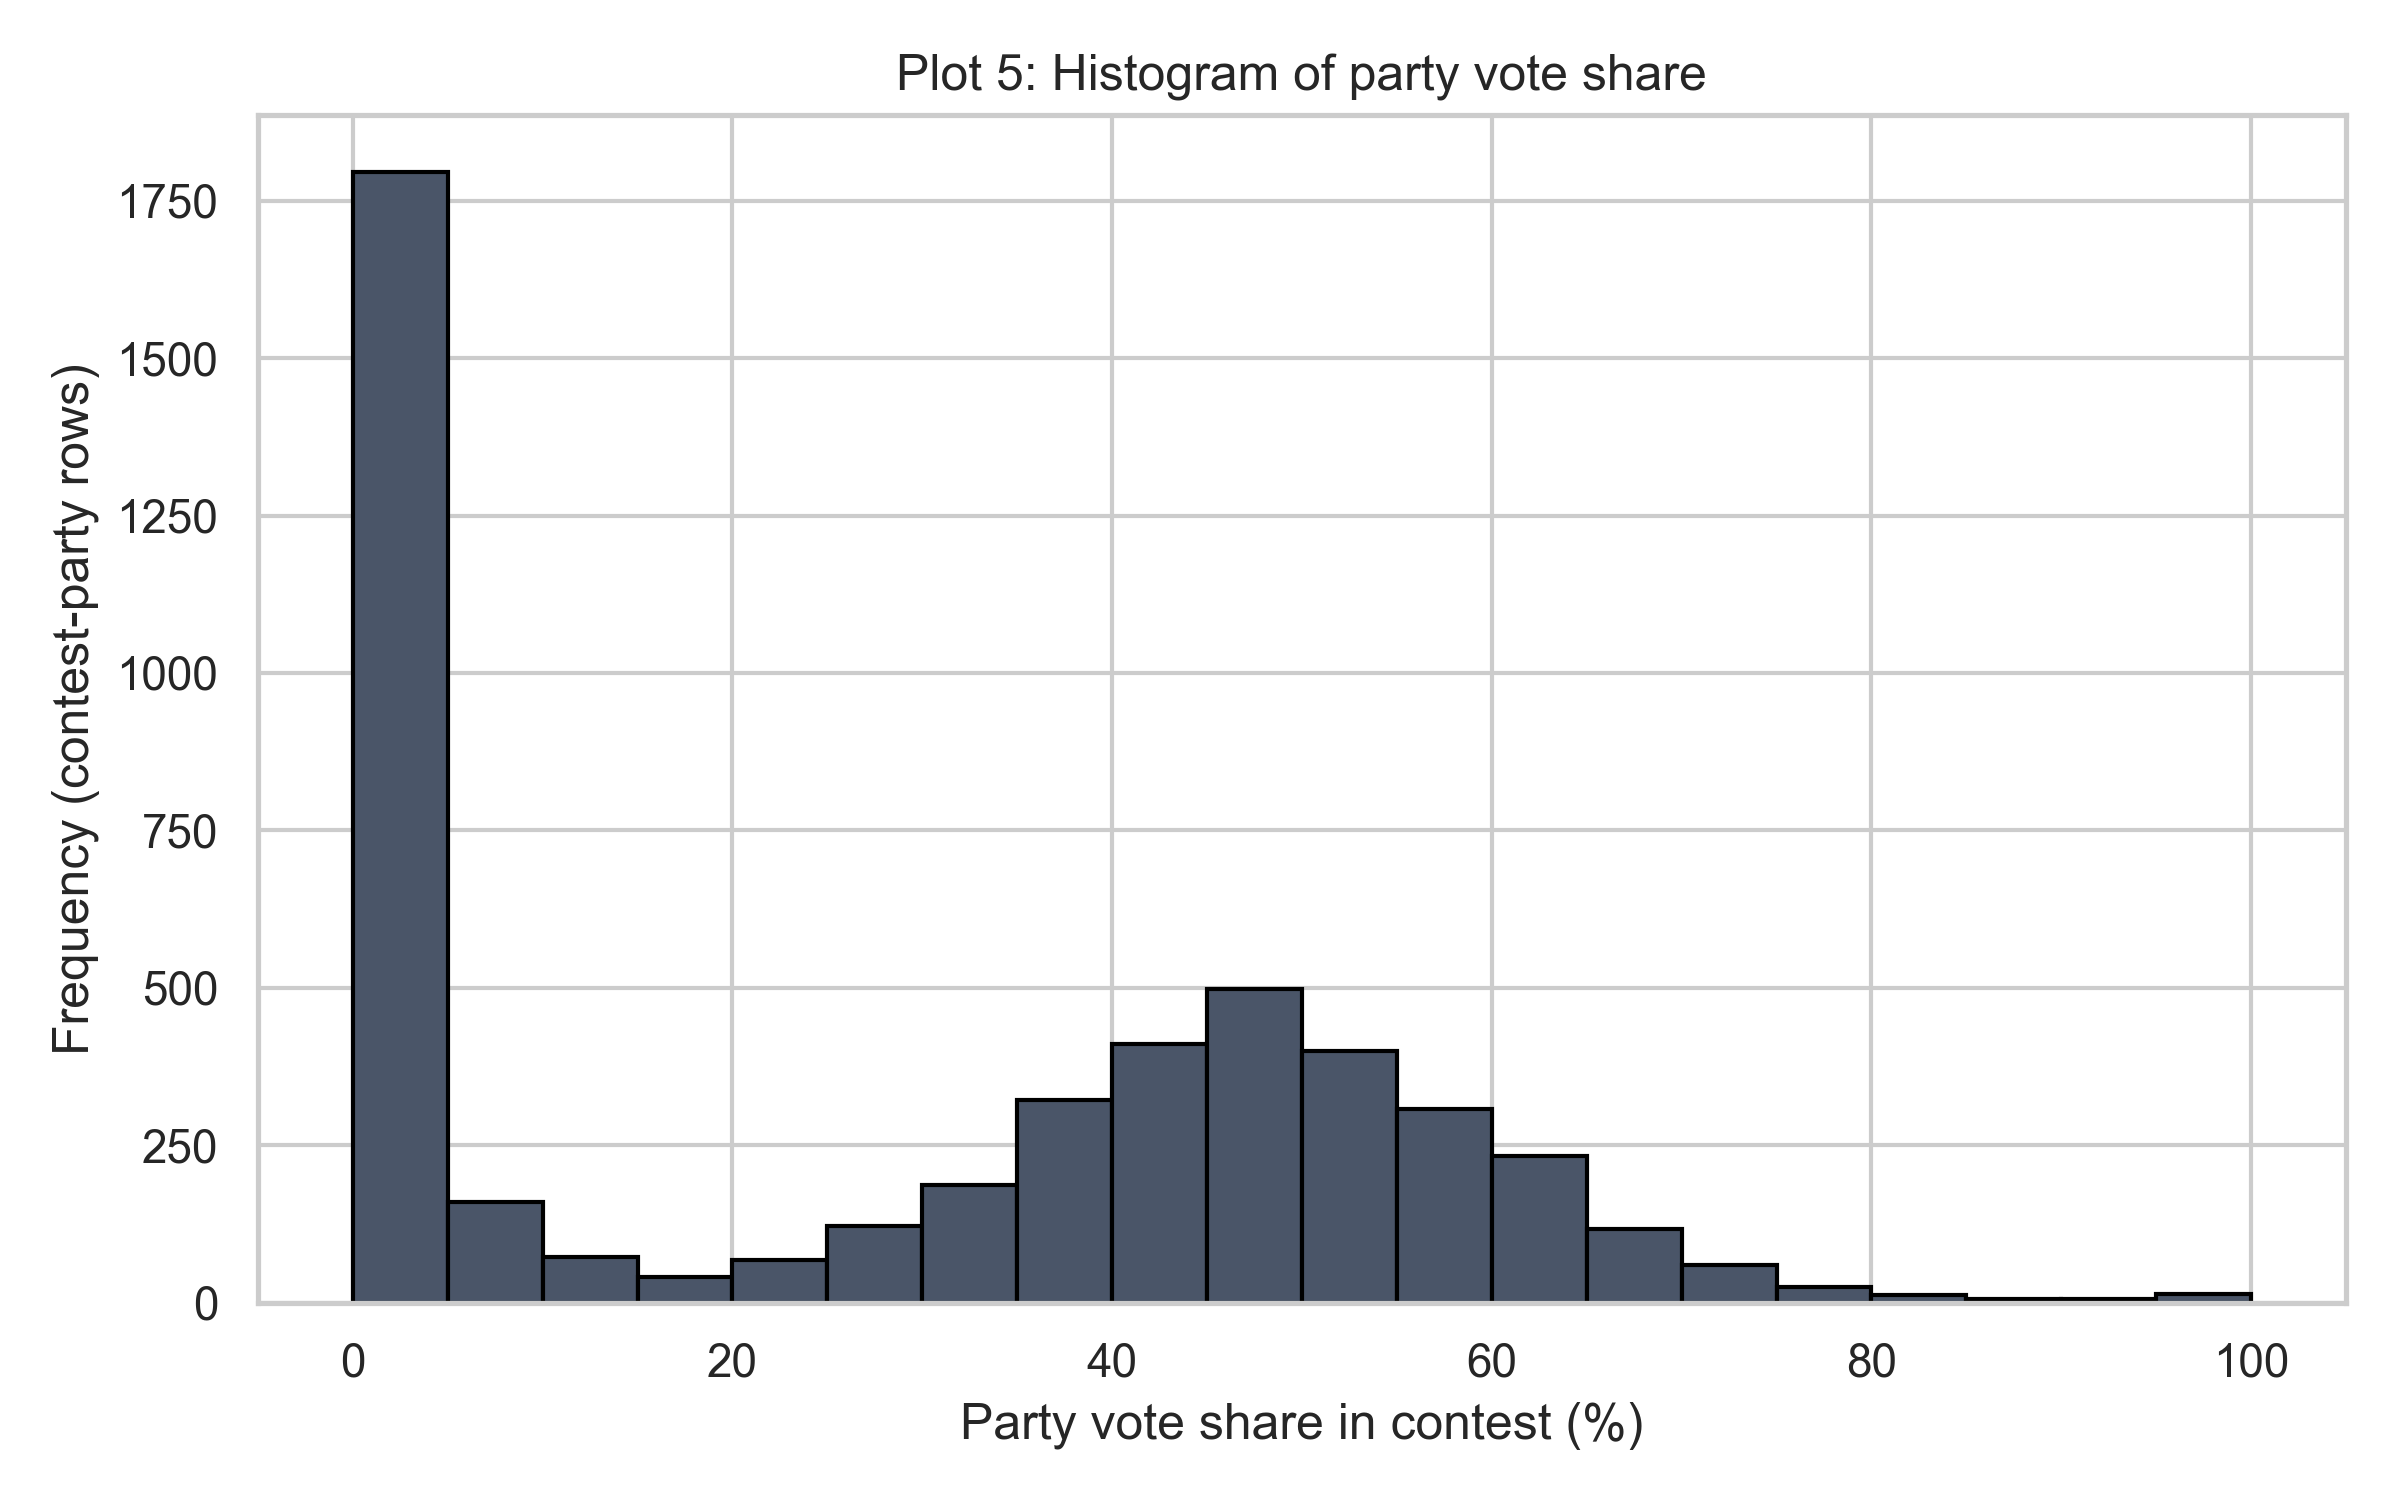 Plot 5: Histogram of party vote share
Frequency (contest-party rows)
1750
1500
1250
1000
750
500
250
0
0 20 40 60 80 100
Party vote share in contest (%)